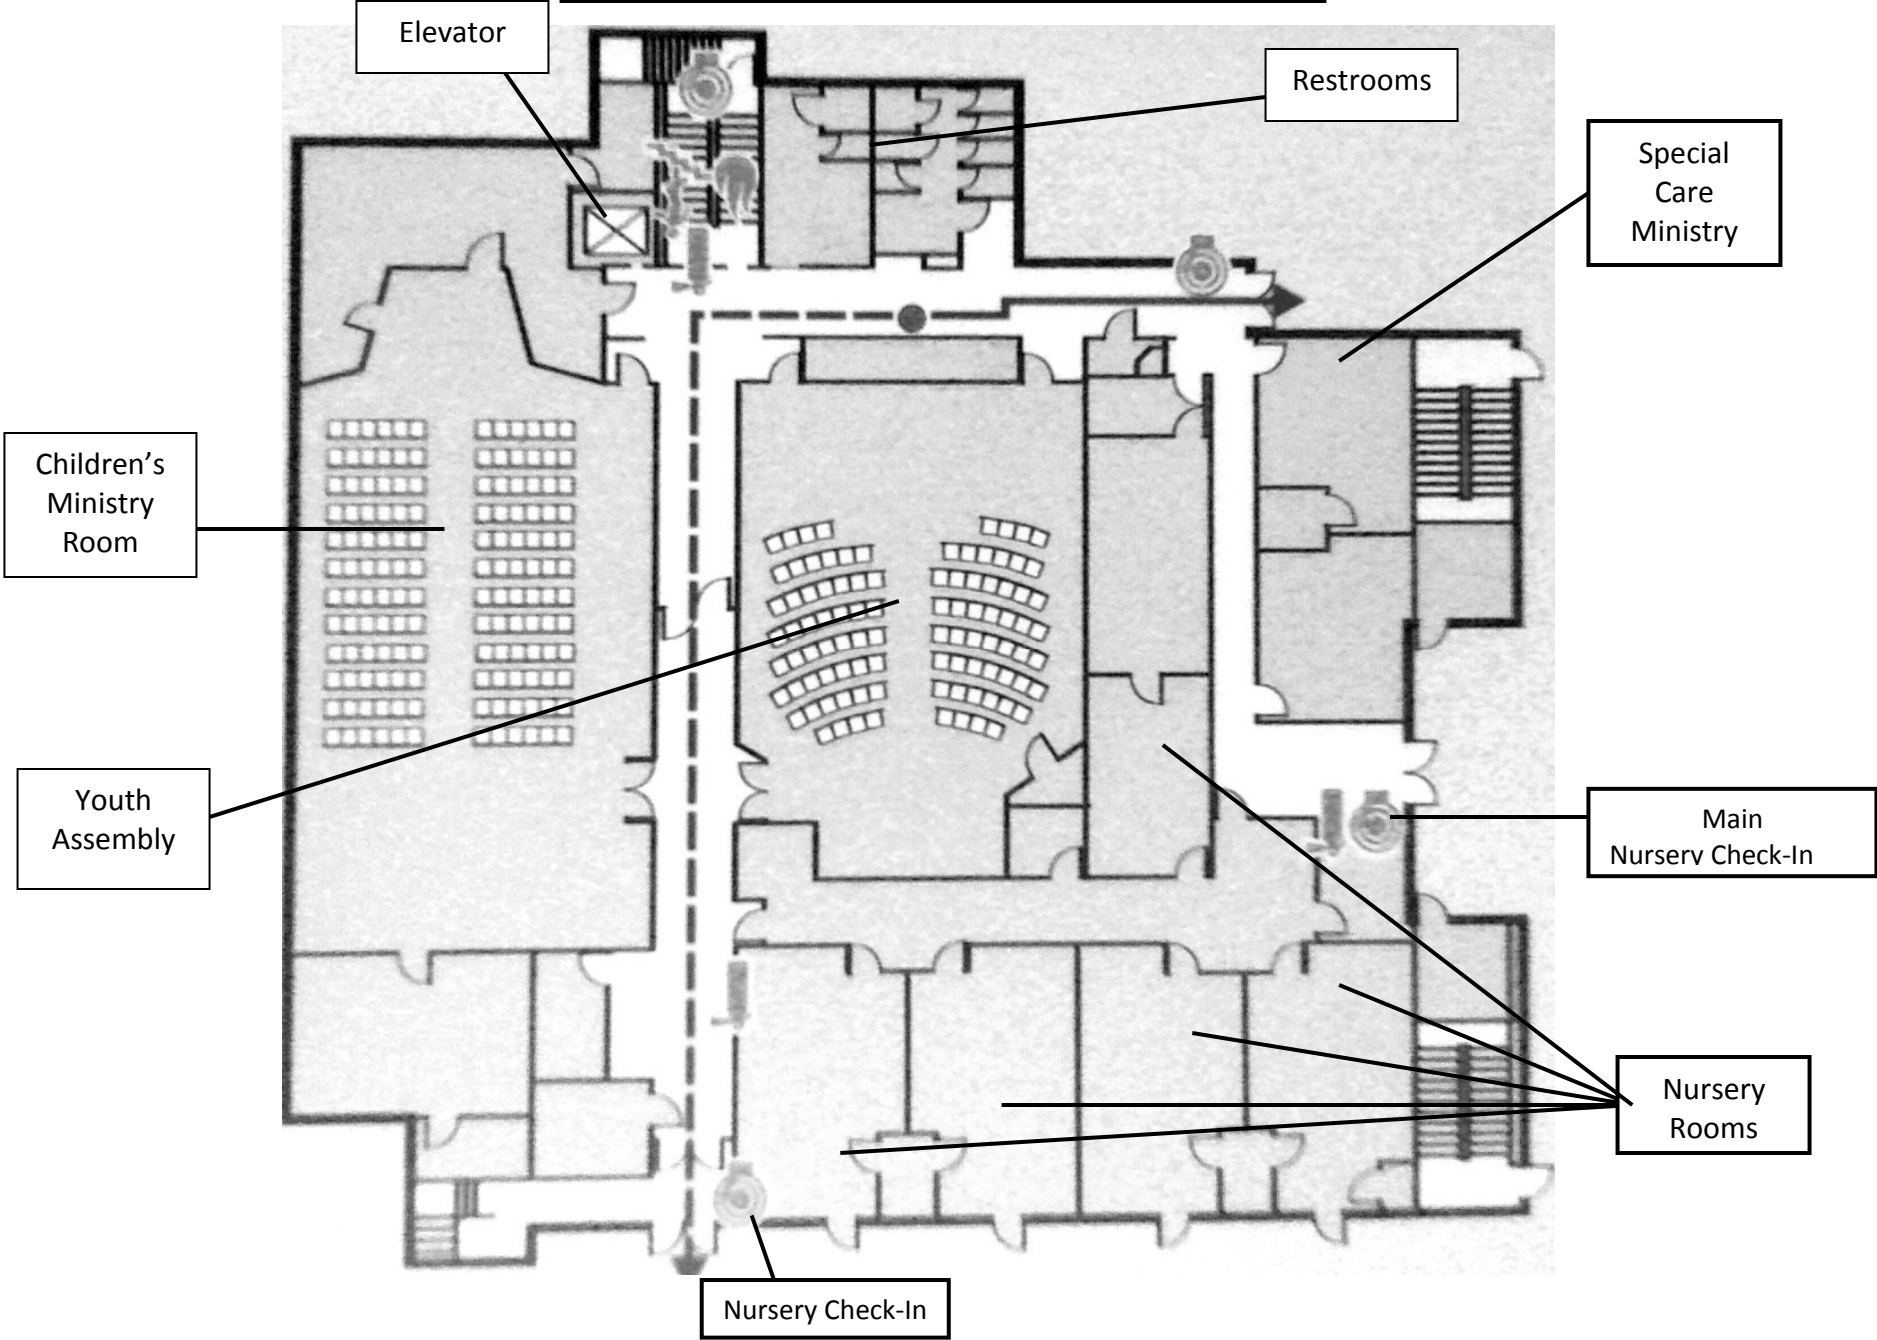 Elevator
Restrooms
Special
Care
Ministry
Children’s
Ministry
Room
Youth
Assembly
Main
Nursery Check-In
Nursery
Rooms
Nursery Check-In